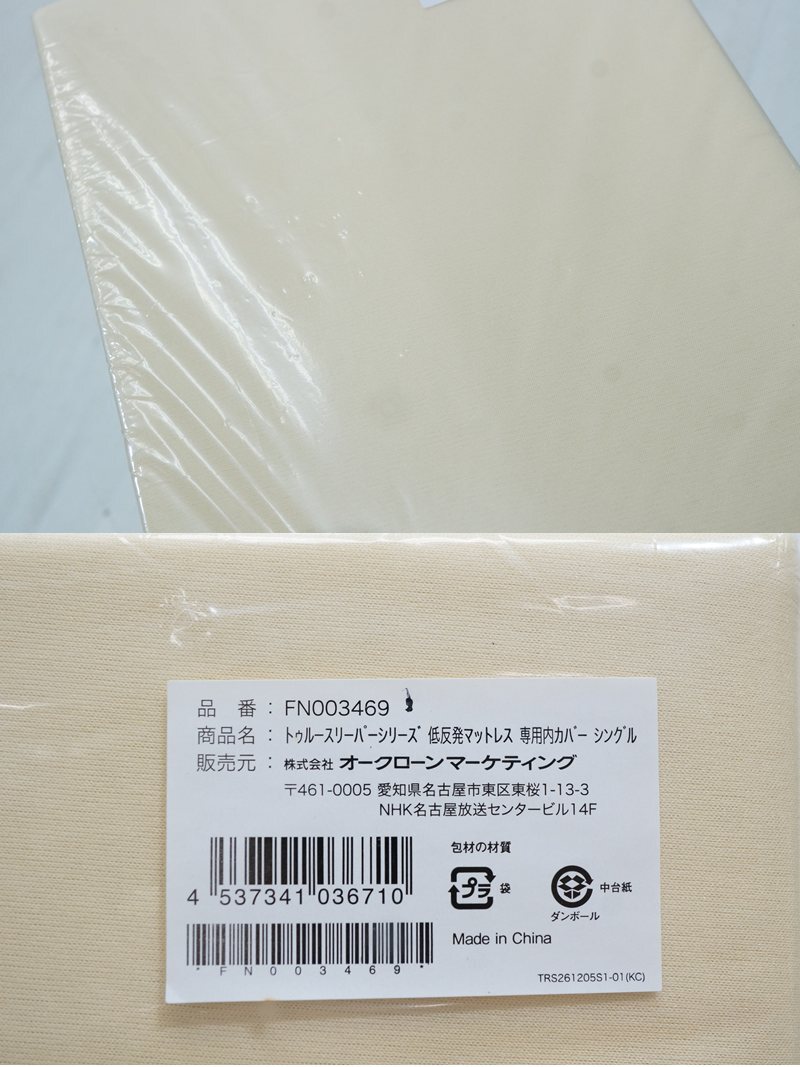 品　番 : FN003469
商品名 : トゥルースリーパーシリーズ 低反発マットレス 専用内カバー シングル
販売元 : 株式会社 オークローンマーケティング
〒461-0005 愛知県名古屋市東区東桜1-13-3
NHK名古屋放送センタービル14F
包材の材質
プラ 袋
中台紙
ダンボール
4 537341 036710
Made in China
*FN003469*
TRS261205S1-01(KC)